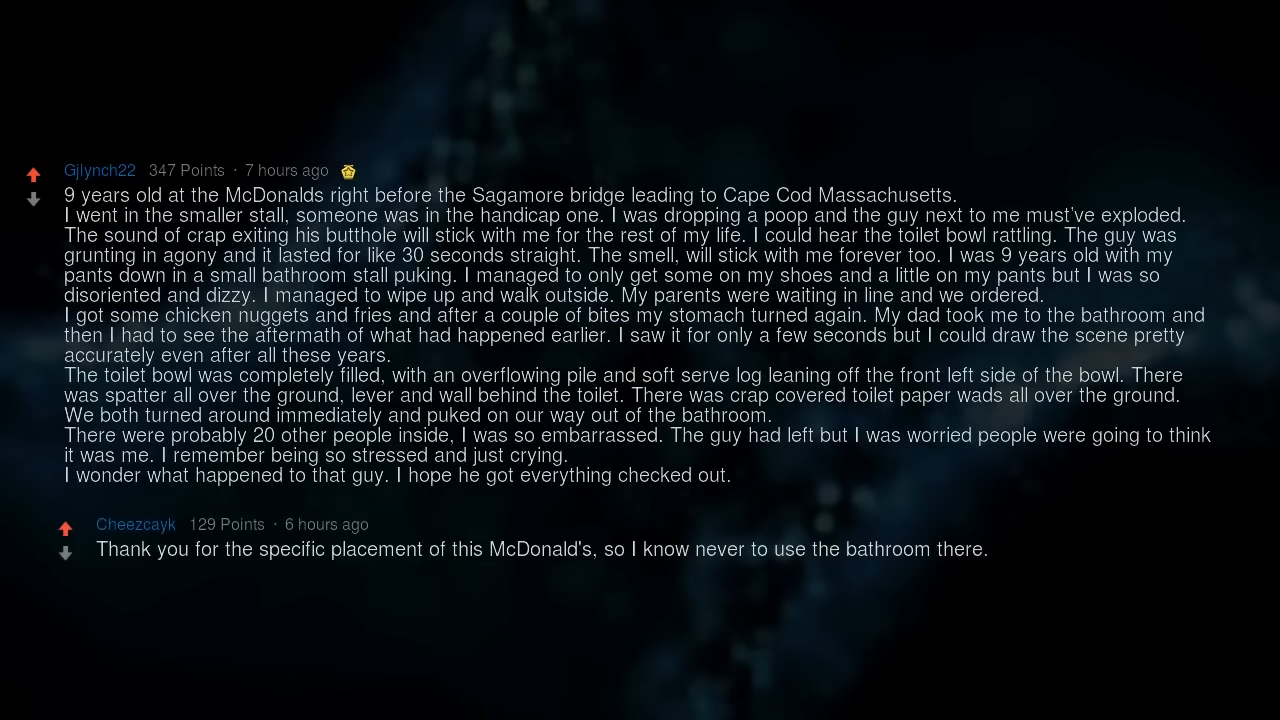 Gjlynch22 347 Points · 7 hours ago
9 years old at the McDonalds right before the Sagamore bridge leading to Cape Cod Massachusetts.
I went in the smaller stall, someone was in the handicap one. I was dropping a poop and the guy next to me must've exploded.
The sound of crap exiting his butthole will stick with me for the rest of my life. I could hear the toilet bowl rattling. The guy was
grunting in agony and it lasted for like 30 seconds straight. The smell, will stick with me forever too. I was 9 years old with my
pants down in a small bathroom stall puking. I managed to only get some on my shoes and a little on my pants but I was so
disoriented and dizzy. I managed to wipe up and walk outside. My parents were waiting in line and we ordered.
I got some chicken nuggets and fries and after a couple of bites my stomach turned again. My dad took me to the bathroom and
then I had to see the aftermath of what had happened earlier. I saw it for only a few seconds but I could draw the scene pretty
accurately even after all these years.
The toilet bowl was completely filled, with an overflowing pile and soft serve log leaning off the front left side of the bowl. There
was spatter all over the ground, lever and wall behind the toilet. There was crap covered toilet paper wads all over the ground.
We both turned around immediately and puked on our way out of the bathroom.
There were probably 20 other people inside, I was so embarrassed. The guy had left but I was worried people were going to think
it was me. I remember being so stressed and just crying.
I wonder what happened to that guy. I hope he got everything checked out.
Cheezcayk 129 Points · 6 hours ago
Thank you for the specific placement of this McDonald's, so I know never to use the bathroom there.